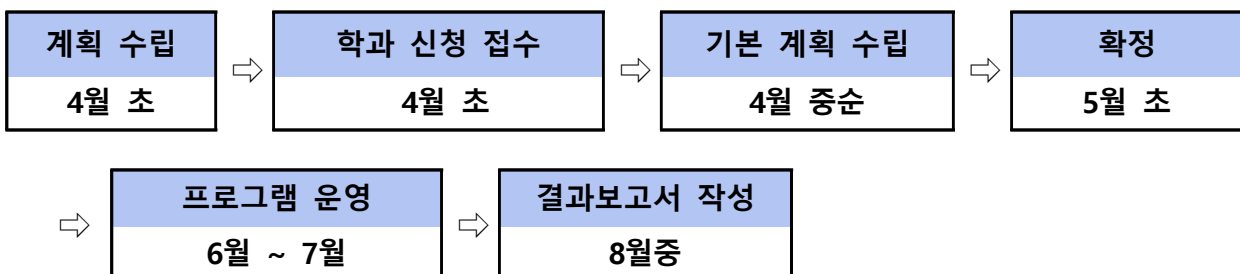 계획 수립 ⇨ 학과 신청 접수 ⇨ 기본 계획 수립 ⇨ 확정
4월 초 4월 초 4월 중순 5월 초
⇨ 프로그램 운영 ⇨ 결과보고서 작성
6월 ~ 7월 8월중